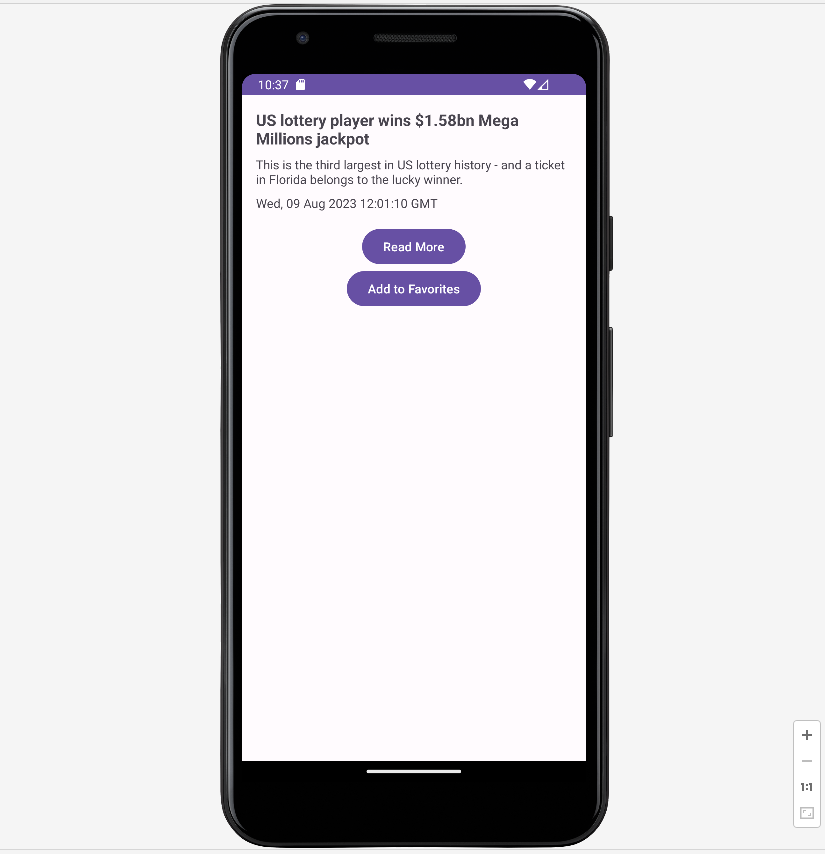 10:37
US lottery player wins $1.58bn Mega
Millions jackpot
This is the third largest in US lottery history - and a ticket
in Florida belongs to the lucky winner.
Wed, 09 Aug 2023 12:01:10 GMT
Read More
Add to Favorites
1:1